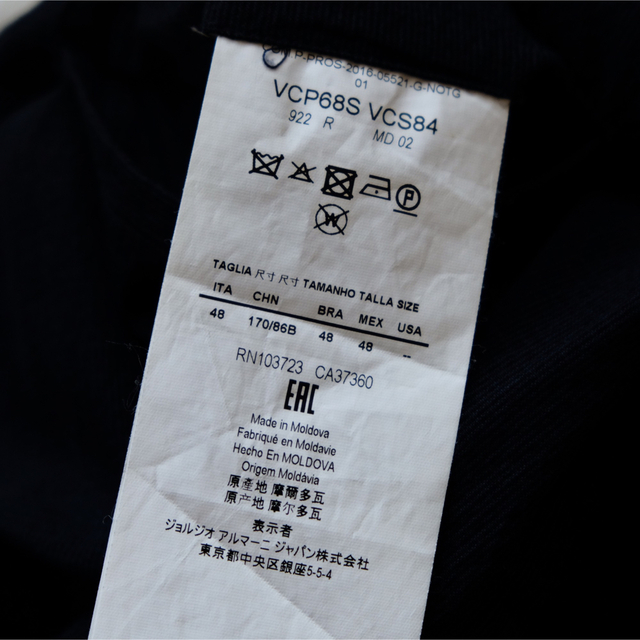 P-PROS-2016-05521-G-NOTG
01
VCP68S VCS84
922 R MD 02
TAGLIA 尺寸 尺寸 TAMANHO TALLA SIZE
ITA CHN BRA MEX USA
48 170/86B 48 48 --
RN103723 CA37360
EAC
Made in Moldova
Fabriqué en Moldavie
Hecho En MOLDOVA
Origem Moldávia
原產地 摩爾多瓦
原产地 摩尔多瓦
表示者
ジョルジオ アルマーニ ジャパン株式会社
東京都中央区銀座5-5-4